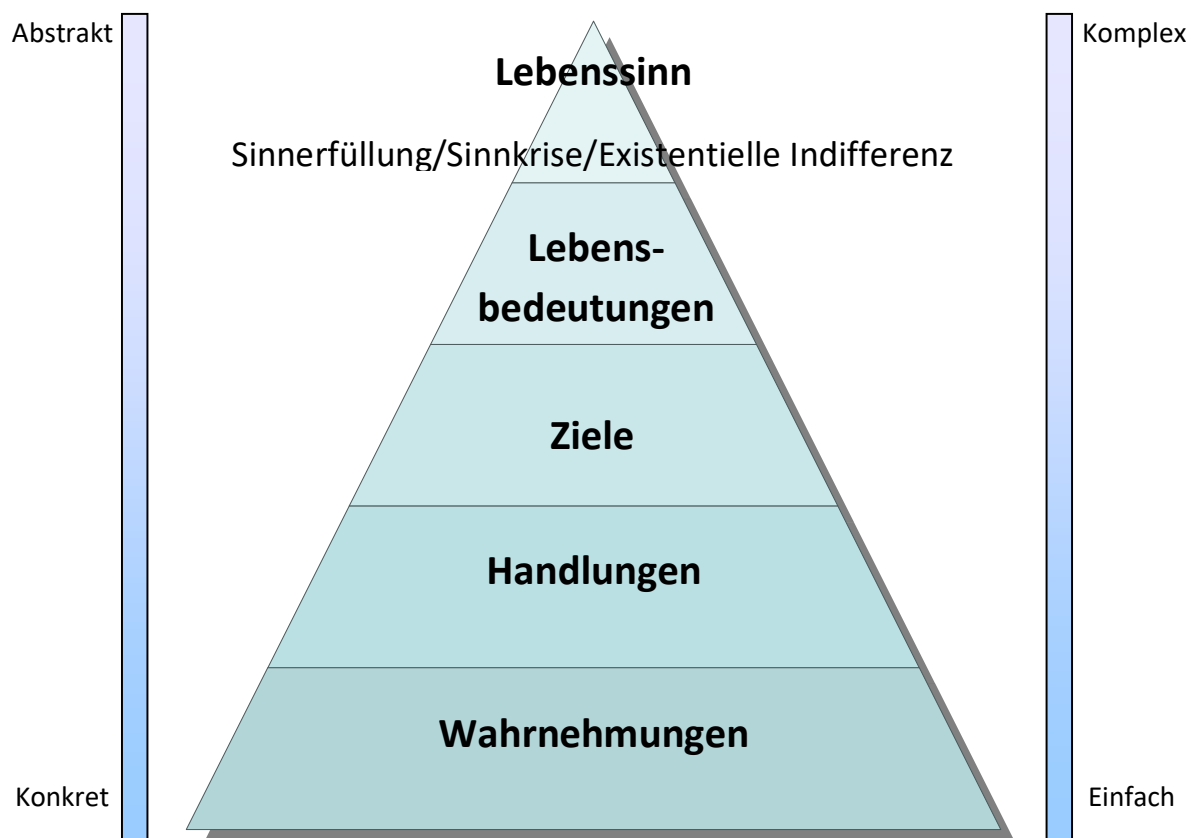 Abstrakt
Komplex
Lebenssinn
Sinnerfüllung/Sinnkrise/Existentielle Indifferenz
Lebens-
bedeutungen
Ziele
Handlungen
Wahrnehmungen
Konkret
Einfach